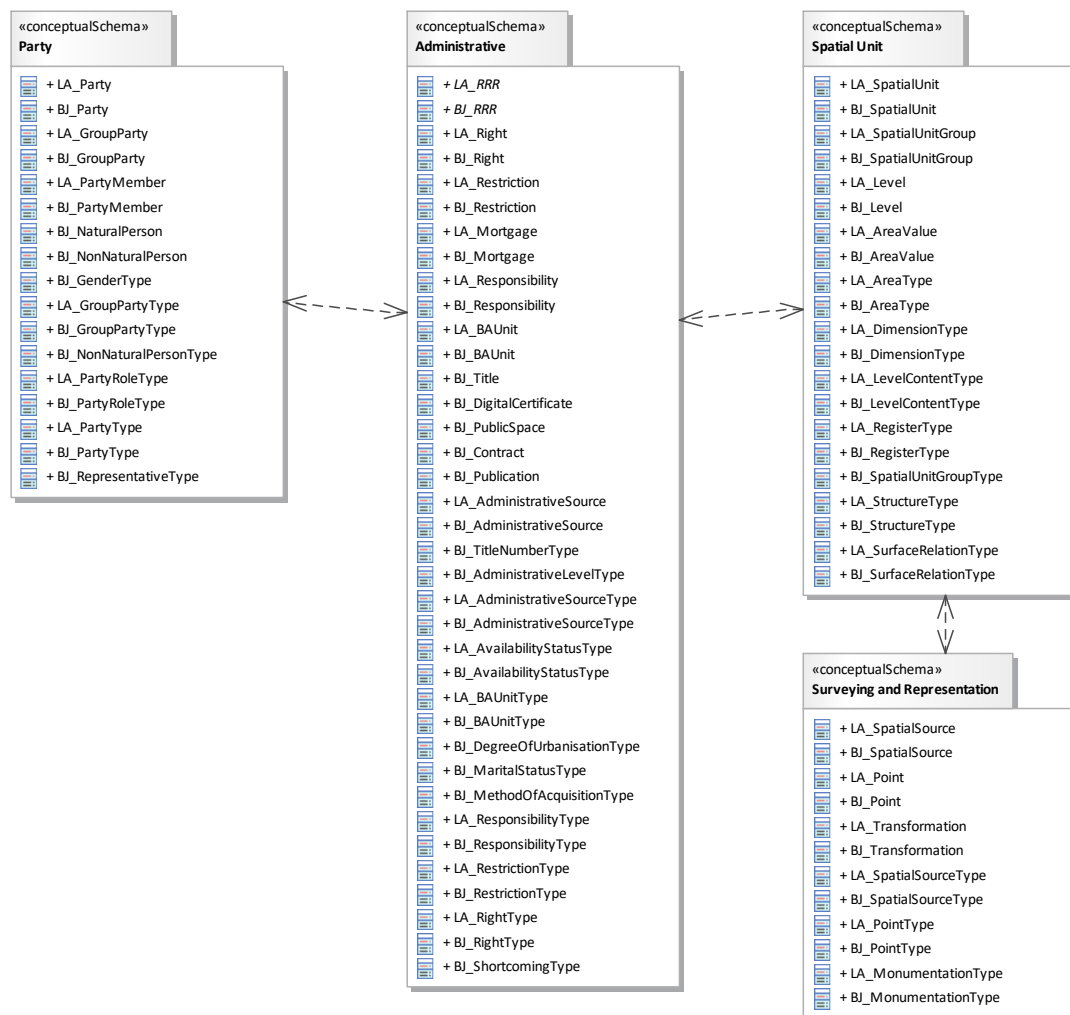 «conceptualSchema»
Party
+ LA_Party
+ BJ_Party
+ LA_GroupParty
+ BJ_GroupParty
+ LA_PartyMember
+ BJ_PartyMember
+ BJ_NaturalPerson
+ BJ_NonNaturalPerson
+ BJ_GenderType
+ LA_GroupPartyType
+ BJ_GroupPartyType
+ BJ_NonNaturalPersonType
+ LA_PartyRoleType
+ BJ_PartyRoleType
+ LA_PartyType
+ BJ_PartyType
+ BJ_RepresentativeType
«conceptualSchema»
Administrative
+ LA_RRR
+ BJ_RRR
+ LA_Right
+ BJ_Right
+ LA_Restriction
+ BJ_Restriction
+ LA_Mortgage
+ BJ_Mortgage
+ LA_Responsibility
+ BJ_Responsibility
+ LA_BAUnit
+ BJ_BAUnit
+ BJ_Title
+ BJ_DigitalCertificate
+ BJ_PublicSpace
+ BJ_Contract
+ BJ_Publication
+ LA_AdministrativeSource
+ BJ_AdministrativeSource
+ BJ_TitleNumberType
+ BJ_AdministrativeLevelType
+ LA_AdministrativeSourceType
+ BJ_AdministrativeSourceType
+ LA_AvailabilityStatusType
+ BJ_AvailabilityStatusType
+ LA_BAUnitType
+ BJ_BAUnitType
+ BJ_DegreeOfUrbanisationType
+ BJ_MaritalStatusType
+ BJ_MethodOfAcquisitionType
+ LA_ResponsibilityType
+ BJ_ResponsibilityType
+ LA_RestrictionType
+ BJ_RestrictionType
+ LA_RightType
+ BJ_RightType
+ BJ_ShortcomingType
«conceptualSchema»
Spatial Unit
+ LA_SpatialUnit
+ BJ_SpatialUnit
+ LA_SpatialUnitGroup
+ BJ_SpatialUnitGroup
+ LA_Level
+ BJ_Level
+ LA_AreaValue
+ BJ_AreaValue
+ LA_AreaType
+ BJ_AreaType
+ LA_DimensionType
+ BJ_DimensionType
+ LA_LevelContentType
+ BJ_LevelContentType
+ LA_RegisterType
+ BJ_RegisterType
+ BJ_SpatialUnitGroupType
+ LA_StructureType
+ BJ_StructureType
+ LA_SurfaceRelationType
+ BJ_SurfaceRelationType
«conceptualSchema»
Surveying and Representation
+ LA_SpatialSource
+ BJ_SpatialSource
+ LA_Point
+ BJ_Point
+ LA_Transformation
+ BJ_Transformation
+ LA_SpatialSourceType
+ BJ_SpatialSourceType
+ LA_PointType
+ BJ_PointType
+ LA_MonumentationType
+ BJ_MonumentationType